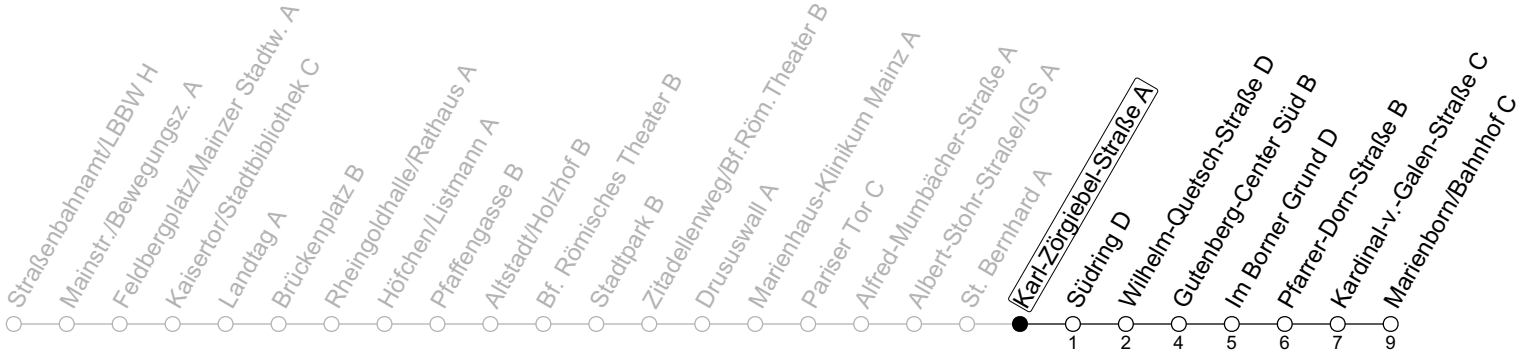 Straßenbahnamt/LBBW H
Mainstr./Bewegungsz. A
Feldbergplatz/Mainzer Stadtw. A
Kaisertor/Stadtbibliothek C
Landtag A
Brückenplatz B
Rheingoldhalle/Rathaus A
Höfchen/Listmann A
Pfaffengasse B
Altstadt/Holzhof B
Bf. Römisches Theater B
Stadtpark B
Zitadellenweg/Bf.Röm.Theater B
Drususwall A
Marienhaus-Klinikum Mainz A
Pariser Tor C
Alfred-Mumbächer-Straße A
Albert-Stohr-Straße/IGS A
St. Bernhard A
Karl-Zörgiebel-Straße A
Südring D
Wilhelm-Quetsch-Straße D
Gutenberg-Center Süd B
Im Borner Grund D
Pfarrer-Dorn-Straße B
Kardinal-v.-Galen-Straße C
Marienborn/Bahnhof C
1 2 4 5 6 7 9